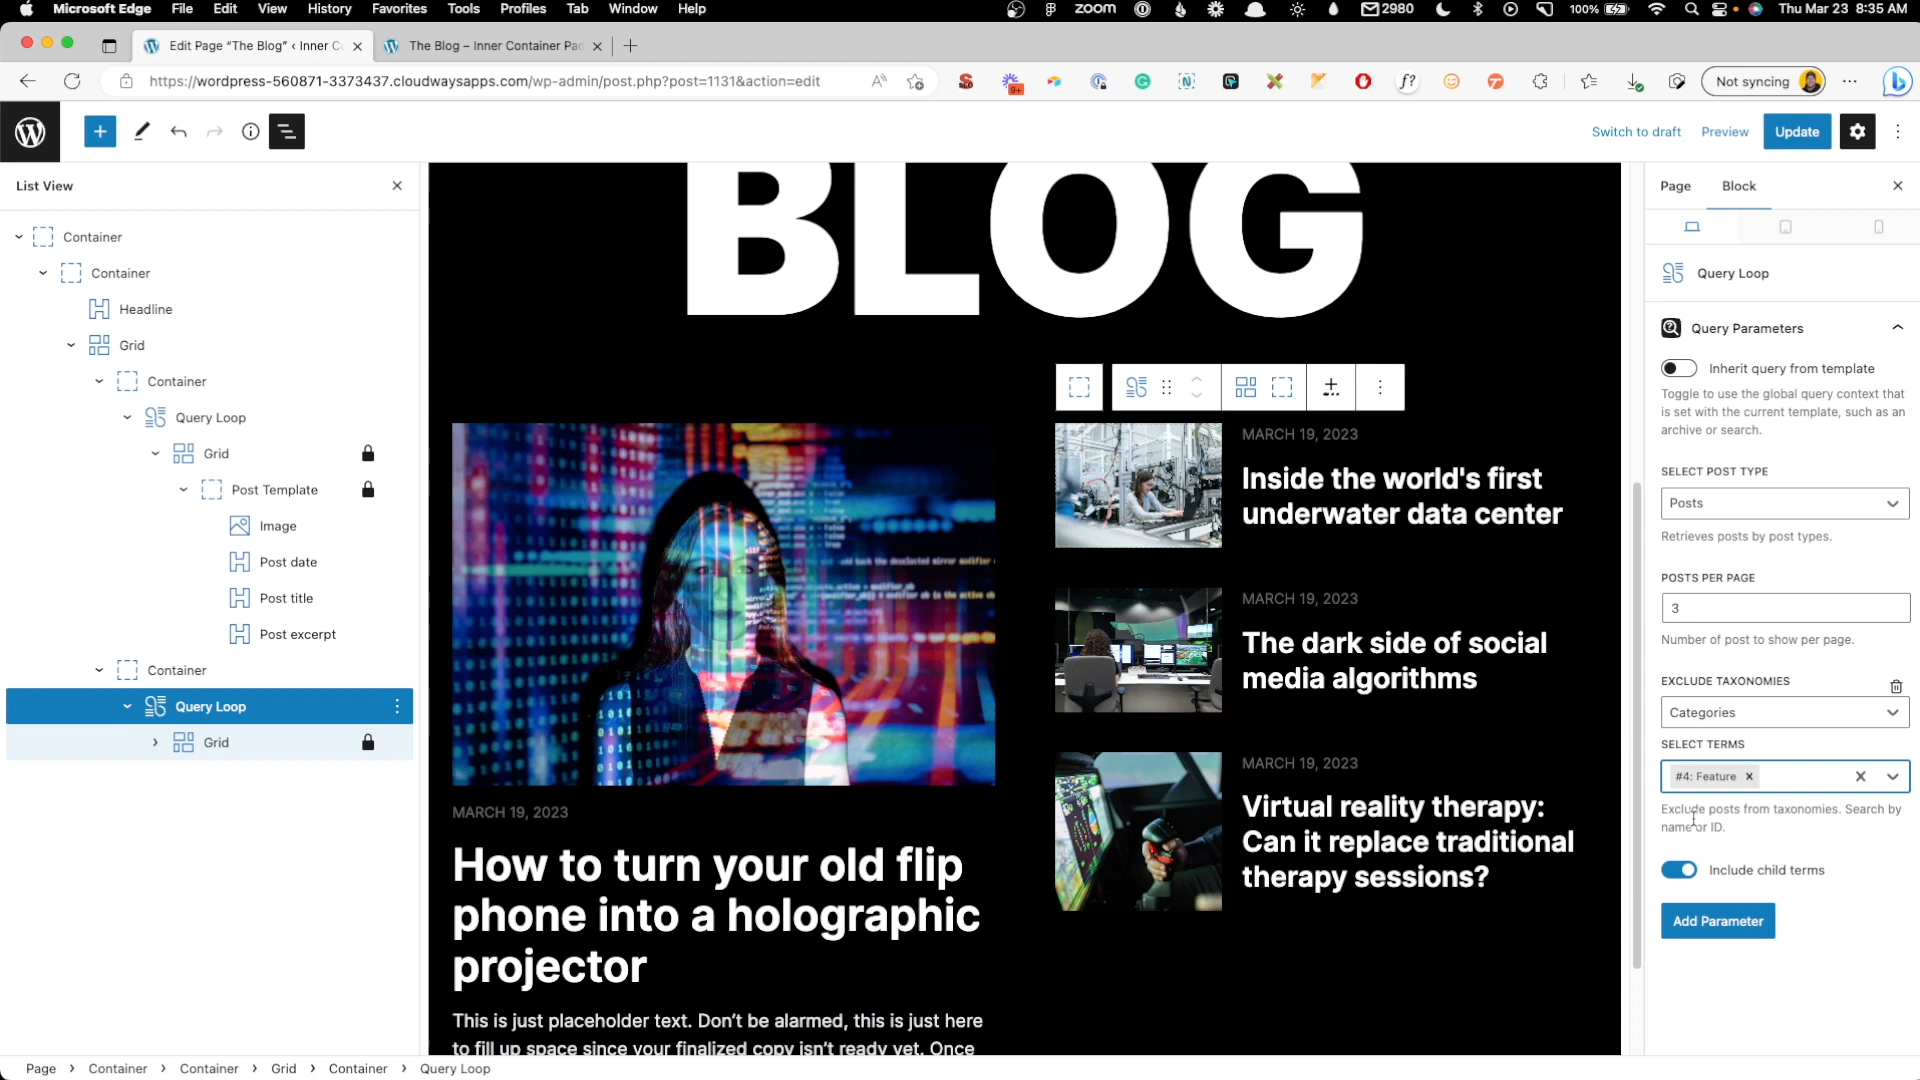 Microsoft Edge File Edit View History Favorites Tools Profiles Tab Window Help
zoom 2980 100% Thu Mar 23 8:35 AM
Edit Page “The Blog” ‹ Inner Co
The Blog – Inner Container Pad
https://wordpress-560871-3373437.cloudwaysapps.com/wp-admin/post.php?post=1131&action=edit
9+
f?
Not syncing
Switch to draft
Preview
Update
List View
Container
Container
Headline
Grid
Container
Query Loop
Grid
Post Template
Image
Post date
Post title
Post excerpt
Container
Query Loop
Grid
BLOG
MARCH 19, 2023
How to turn your old flip
phone into a holographic
projector
This is just placeholder text. Don’t be alarmed, this is just here
to fill up space since your finalized copy isn’t ready yet. Once
MARCH 19, 2023
Inside the world's first
underwater data center
MARCH 19, 2023
The dark side of social
media algorithms
MARCH 19, 2023
Virtual reality therapy:
Can it replace traditional
therapy sessions?
Page
Block
Query Loop
Query Parameters
Inherit query from template
Toggle to use the global query context that
is set with the current template, such as an
archive or search.
SELECT POST TYPE
Posts
Retrieves posts by post types.
POSTS PER PAGE
3
Number of post to show per page.
EXCLUDE TAXONOMIES
Categories
SELECT TERMS
#4: Feature
Exclude posts from taxonomies. Search by
name or ID.
Include child terms
Add Parameter
Page › Container › Container › Grid › Container › Query Loop